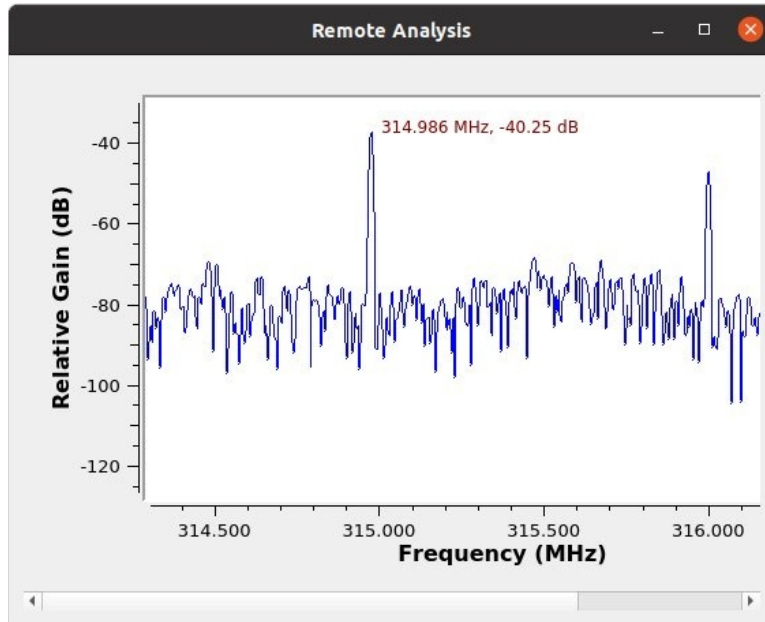 Remote Analysis
314.986 MHz, -40.25 dB
Relative Gain (dB)
-40
-60
-80
-100
-120
314.500 315.000 315.500 316.000
Frequency (MHz)